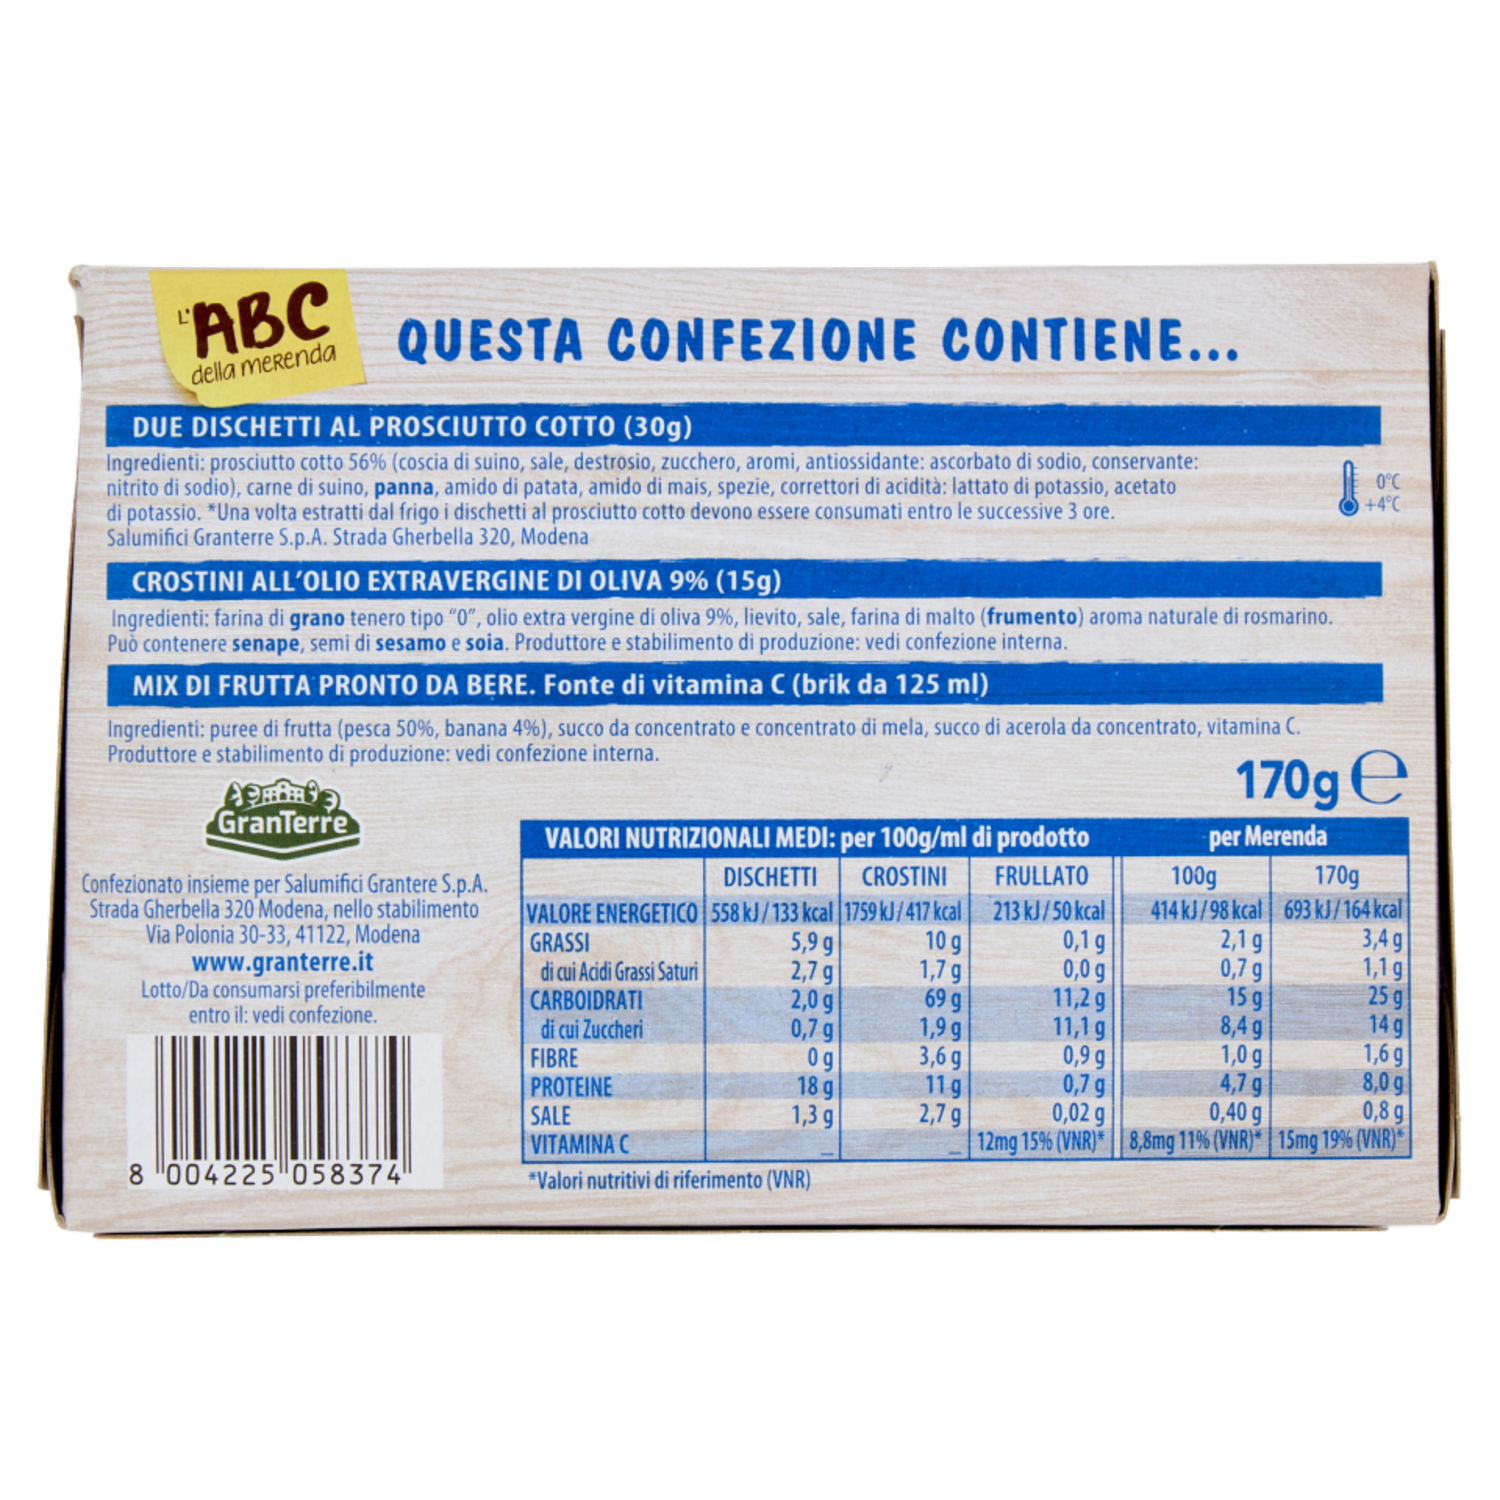 L'ABC
della merenda
QUESTA CONFEZIONE CONTIENE...
DUE DISCHETTI AL PROSCIUTTO COTTO (30g)
Ingredienti: prosciutto cotto 56% (coscia di suino, sale, destrosio, zucchero, aromi, antiossidante: ascorbato di sodio, conservante:
nitrito di sodio), carne di suino, panna, amido di patata, amido di mais, spezie, correttori di acidità: lattato di potassio, acetato
di potassio. *Una volta estratti dal frigo i dischetti al prosciutto cotto devono essere consumati entro le successive 3 ore.
Salumifici Granterre S.p.A. Strada Gherbella 320, Modena
0°C
+4°C
CROSTINI ALL'OLIO EXTRAVERGINE DI OLIVA 9% (15g)
Ingredienti: farina di grano tenero tipo “0”, olio extra vergine di oliva 9%, lievito, sale, farina di malto (frumento) aroma naturale di rosmarino.
Può contenere senape, semi di sesamo e soia. Produttore e stabilimento di produzione: vedi confezione interna.
MIX DI FRUTTA PRONTO DA BERE. Fonte di vitamina C (brik da 125 ml)
Ingredienti: puree di frutta (pesca 50%, banana 4%), succo da concentrato e concentrato di mela, succo di acerola da concentrato, vitamina C.
Produttore e stabilimento di produzione: vedi confezione interna.
170g ℮
GranTerre
Confezionato insieme per Salumifici Grantere S.p.A.
Strada Gherbella 320 Modena, nello stabilimento
Via Polonia 30-33, 41122, Modena
www.granterre.it
Lotto/Da consumarsi preferibilmente
entro il: vedi confezione.
8 004225 058374
VALORI NUTRIZIONALI MEDI: per 100g/ml di prodotto per Merenda
DISCHETTI CROSTINI FRULLATO 100g 170g
VALORE ENERGETICO 558 kJ / 133 kcal 1759 kJ / 417 kcal 213 kJ / 50 kcal 414 kJ / 98 kcal 693 kJ / 164 kcal
GRASSI 5,9 g 10 g 0,1 g 2,1 g 3,4 g
di cui Acidi Grassi Saturi 2,7 g 1,7 g 0,0 g 0,7 g 1,1 g
CARBOIDRATI 2,0 g 69 g 11,2 g 15 g 25 g
di cui Zuccheri 0,7 g 1,9 g 11,1 g 8,4 g 14 g
FIBRE 0 g 3,6 g 0,9 g 1,0 g 1,6 g
PROTEINE 18 g 11 g 0,7 g 4,7 g 8,0 g
SALE 1,3 g 2,7 g 0,02 g 0,40 g 0,8 g
VITAMINA C _ _ 12mg 15% (VNR)* 8,8mg 11% (VNR)* 15mg 19% (VNR)*
*Valori nutritivi di riferimento (VNR)